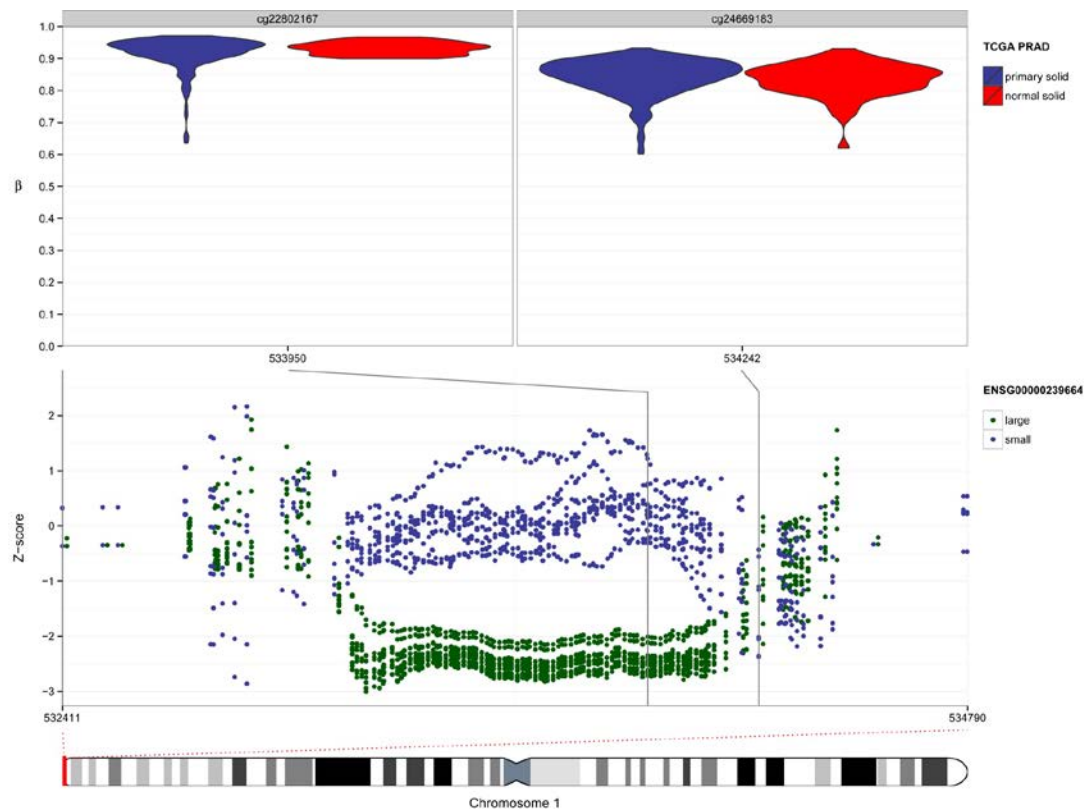 cg22802167
cg24669183
1.0
0.9
0.8
0.7
0.6
0.5
0.4
0.3
0.2
0.1
0.0
β
533950
534242
TCGA PRAD
primary solid
normal solid
2
1
0
−1
−2
−3
Z−score
532411
534790
ENSG00000239664
large
small
Chromosome 1